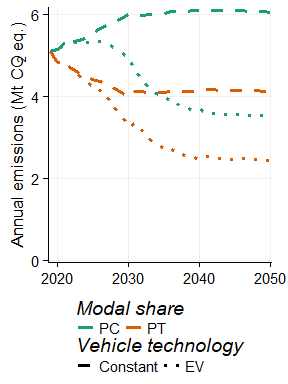 Annual emissions (Mt CO2 eq.)
6
4
2
0
2020 2030 2040 2050
Modal share
PC PT
Vehicle technology
Constant EV